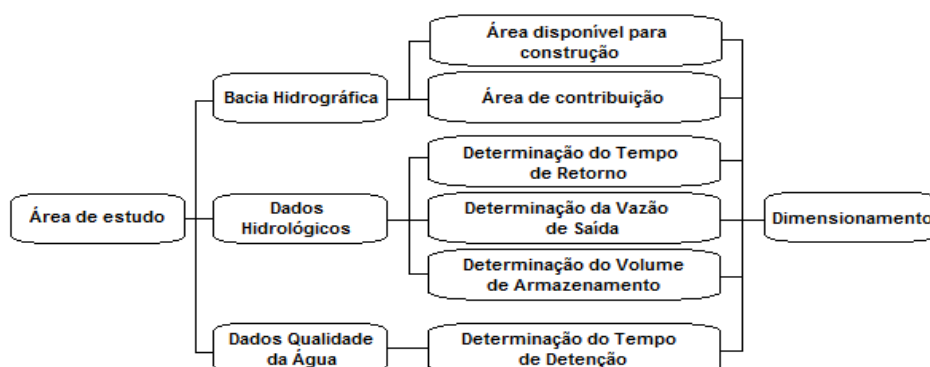 Área disponível para
construção
Bacia Hidrográfica
Área de contribuição
Determinação do Tempo
de Retorno
Área de estudo
Dados
Hidrológicos
Determinação da Vazão
de Saída
Dimensionamento
Determinação do Volume
de Armazenamento
Dados Qualidade
da Água
Determinação do Tempo
de Detenção